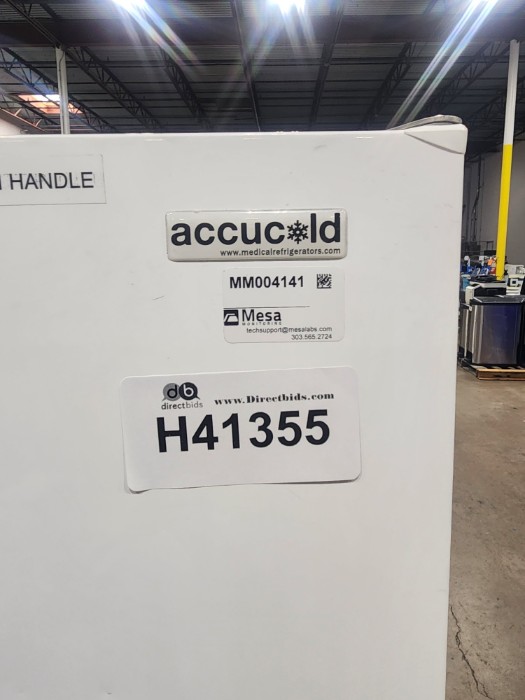 HANDLE
accucold
www.medicalrefrigerators.com
MM004141
Mesa
MONITORING
techsupport@mesalabs.com
303.565.2724
db
directbids
www.Directbids.com
H41355